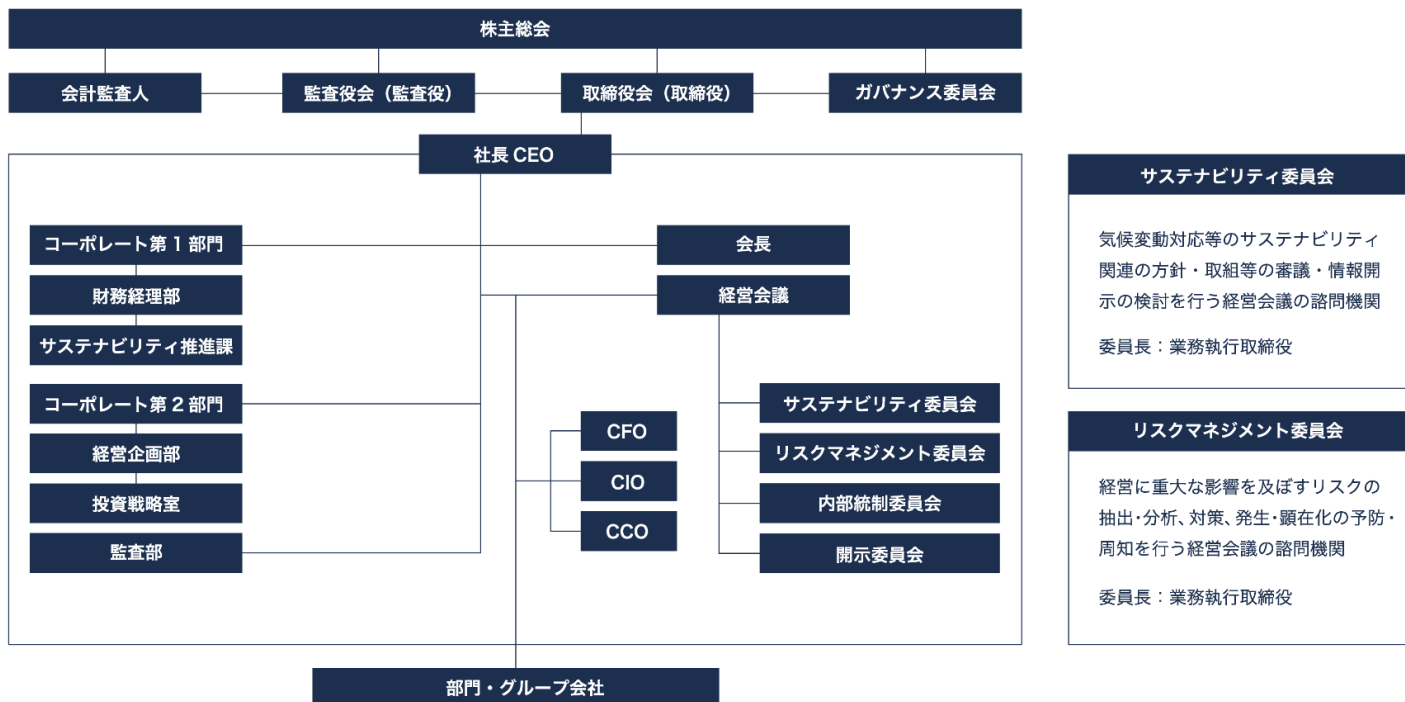 株主総会
会計監査人
監査役会（監査役）
取締役会（取締役）
ガバナンス委員会
社長 CEO
コーポレート第 1 部門
財務経理部
サステナビリティ推進課
コーポレート第 2 部門
経営企画部
投資戦略室
監査部
会長
経営会議
CFO
CIO
CCO
サステナビリティ委員会
リスクマネジメント委員会
内部統制委員会
開示委員会
部門・グループ会社
サステナビリティ委員会
気候変動対応等のサステナビリティ
関連の方針・取組等の審議・情報開
示の検討を行う経営会議の諮問機関
委員長：業務執行取締役
リスクマネジメント委員会
経営に重大な影響を及ぼすリスクの
抽出・分析、対策、発生・顕在化の予防・
周知を行う経営会議の諮問機関
委員長：業務執行取締役